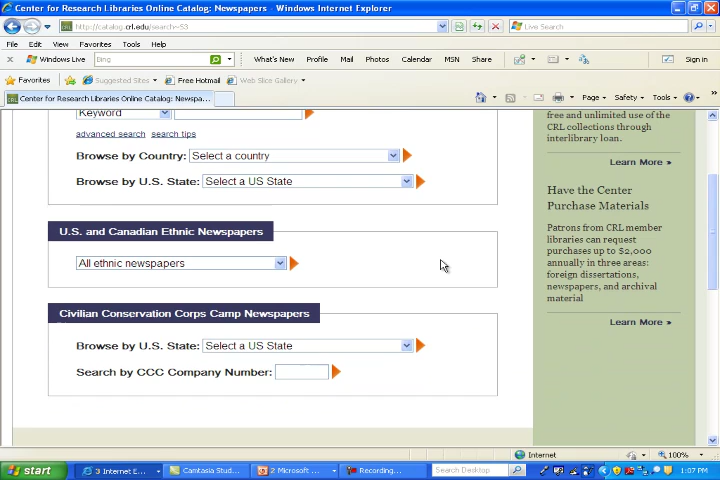 Center for Research Libraries Online Catalog: Newspapers - Windows Internet Explorer
http://catalog.crl.edu/search~S3
Live Search
File Edit View Favorites Tools Help
Windows Live Bing What's New Profile Mail Photos Calendar MSN Share Sign in
Favorites Suggested Sites Free Hotmail Web Slice Gallery
Center for Research Libraries Online Catalog: Newspa...
Page Safety Tools
Keyword
advanced search search tips
Browse by Country: Select a country
Browse by U.S. State: Select a US State
U.S. and Canadian Ethnic Newspapers
All ethnic newspapers
Civilian Conservation Corps Camp Newspapers
Browse by U.S. State: Select a US State
Search by CCC Company Number:
free and unlimited use of the
CRL collections through
interlibrary loan.
Learn More »
Have the Center
Purchase Materials
Patrons from CRL member
libraries can request
purchases up to $2,000
annually in three areas:
foreign dissertations,
newspapers, and archival
material
Learn More »
Internet 100%
start 3 Internet E... Camtasia Stud... 2 Microsoft ... Recording... Search Desktop 1:07 PM